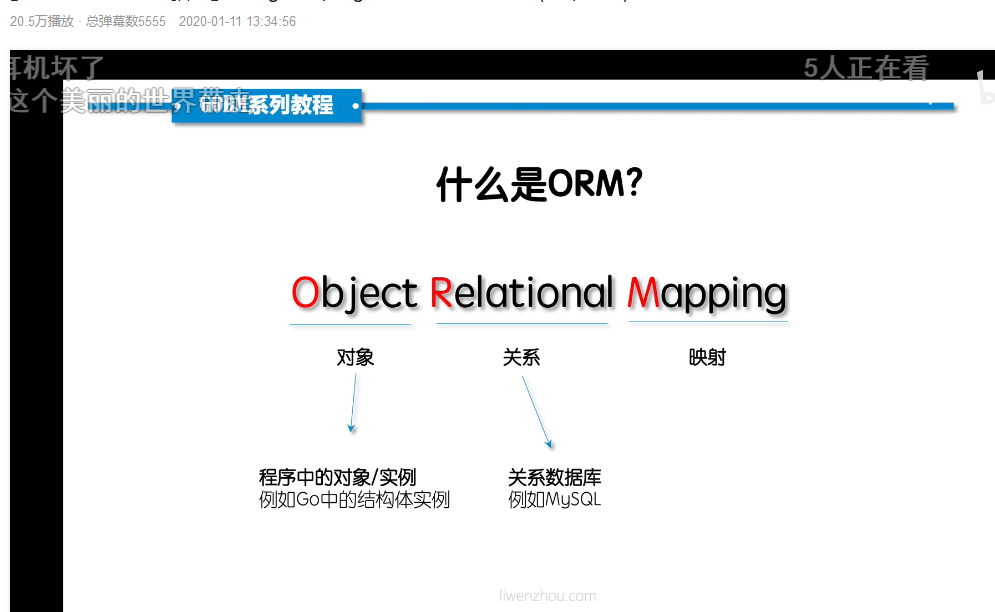 20.5万播放 · 总弹幕数5555 2020-01-11 13:34:56
耳机坏了
5人正在看
这个美丽的世界带来
系列教程
什么是ORM?
Object Relational Mapping
对象 关系 映射
程序中的对象/实例 关系数据库
例如Go中的结构体实例 例如MySQL
liwenzhou.com